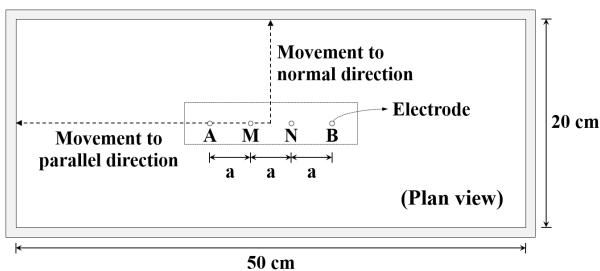 Movement to
normal direction
Electrode
Movement to
parallel direction
A M N B
a a a
20 cm
(Plan view)
50 cm